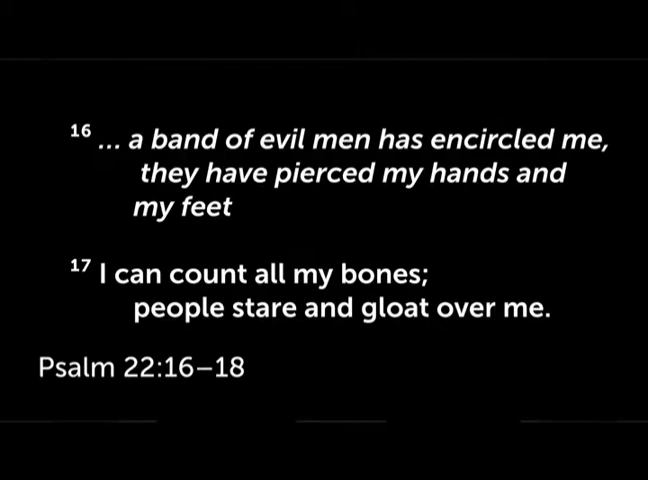 16 ... a band of evil men has encircled me,
they have pierced my hands and
my feet
17 I can count all my bones;
people stare and gloat over me.
Psalm 22:16–18